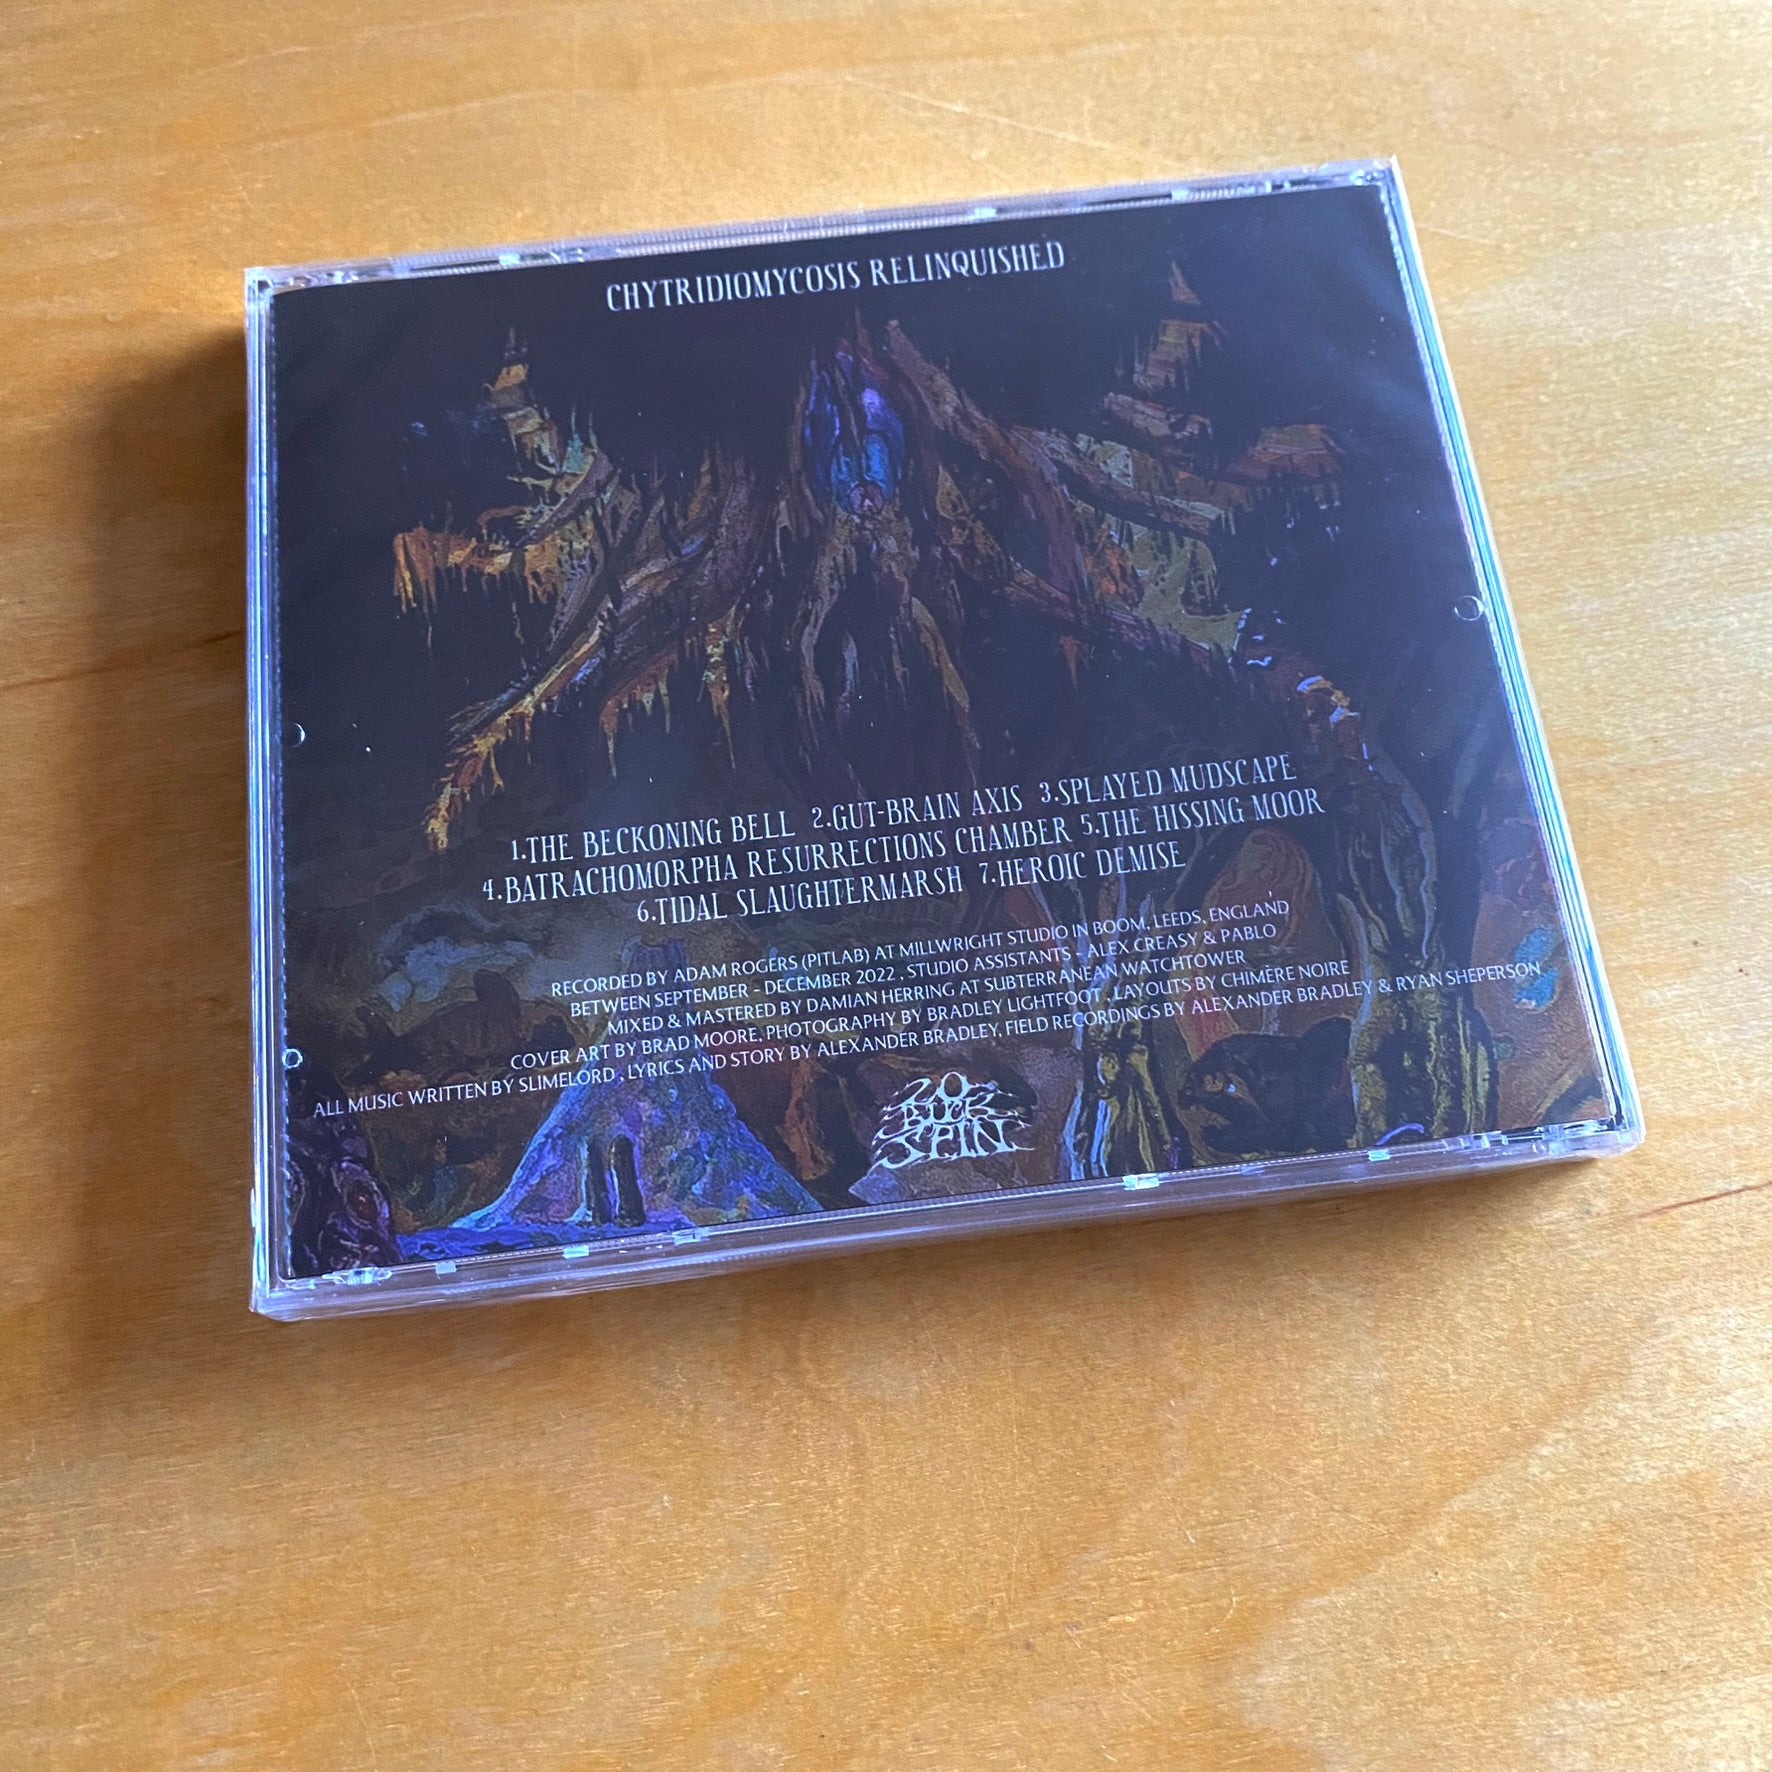 CHYTRIDIOMYCOSIS RELINQUISHED
1.THE BECKONING BELL 2.GUT-BRAIN AXIS 3.SPLAYED MUDSCAPE
4.BATRACHOMORPHA RESURRECTIONS CHAMBER 5.THE HISSING MOOR
6.TIDAL SLAUGHTERMARSH 7.HEROIC DEMISE
RECORDED BY ADAM ROGERS (PITLAB) AT MILLWRIGHT STUDIO IN BOOM, LEEDS, ENGLAND
BETWEEN SEPTEMBER - DECEMBER 2022 , STUDIO ASSISTANTS - ALEX CREASY & PABLO
MIXED & MASTERED BY DAMIAN HERRING AT SUBTERRANEAN WATCHTOWER
COVER ART BY BRAD MOORE, PHOTOGRAPHY BY BRADLEY LIGHTFOOT , LAYOUTS BY CHIMÈRE NOIRE
ALL MUSIC WRITTEN BY SLIMELORD , LYRICS AND STORY BY ALEXANDER BRADLEY, FIELD RECORDINGS BY ALEXANDER BRADLEY & RYAN SHEPERSON
20
BUCK
SPIN